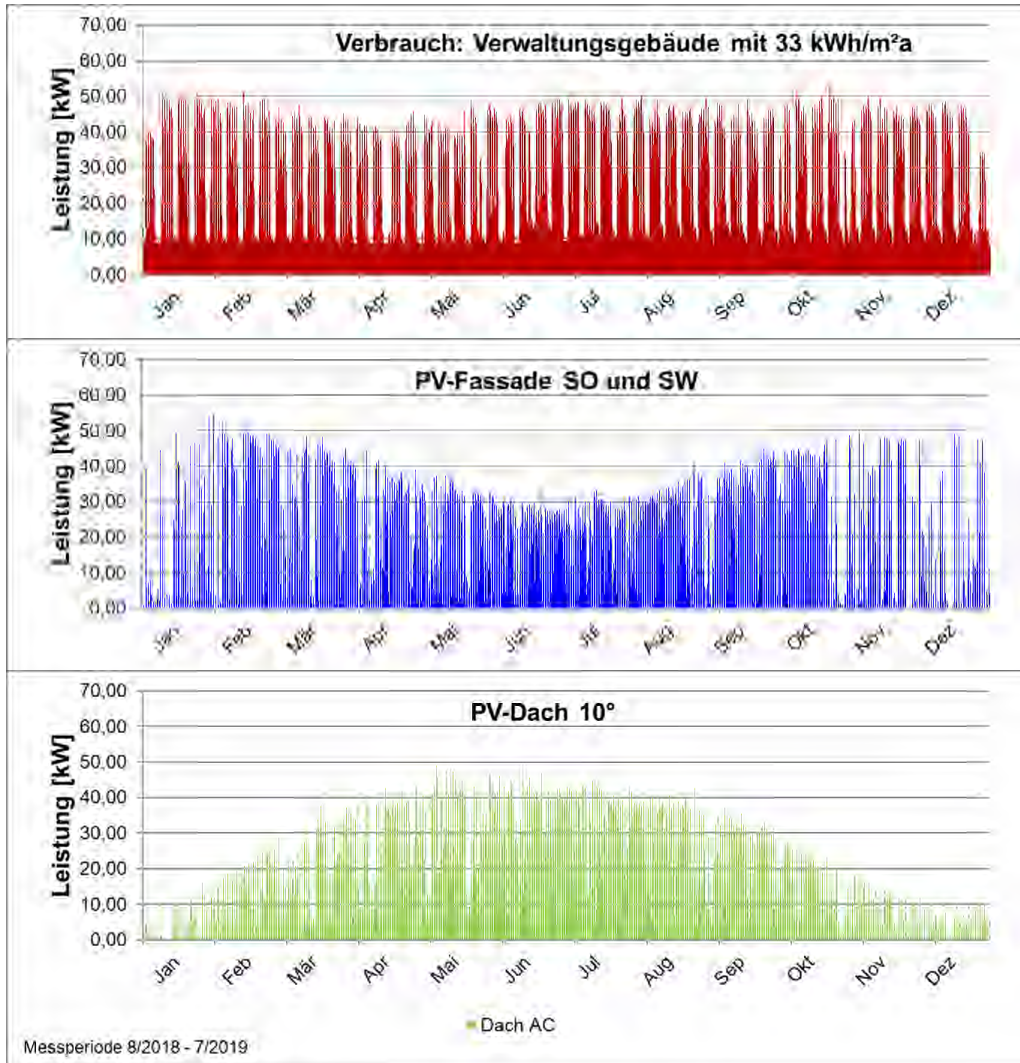 Verbrauch: Verwaltungsgebäude mit 33 kWh/m²a
Leistung [kW]
70,00
60,00
50,00
40,00
30,00
20,00
10,00
0,00
Jan Feb Mär Apr Mai Jun Jul Aug Sep Okt Nov Dez
PV-Fassade SO und SW
Leistung [kW]
70,00
60,00
50,00
40,00
30,00
20,00
10,00
0,00
Jan Feb Mär Apr Mai Jun Jul Aug Sep Okt Nov Dez
PV-Dach 10°
Leistung [kW]
70,00
60,00
50,00
40,00
30,00
20,00
10,00
0,00
Jan Feb Mär Apr Mai Jun Jul Aug Sep Okt Nov Dez
Dach AC
Messperiode 8/2018 - 7/2019